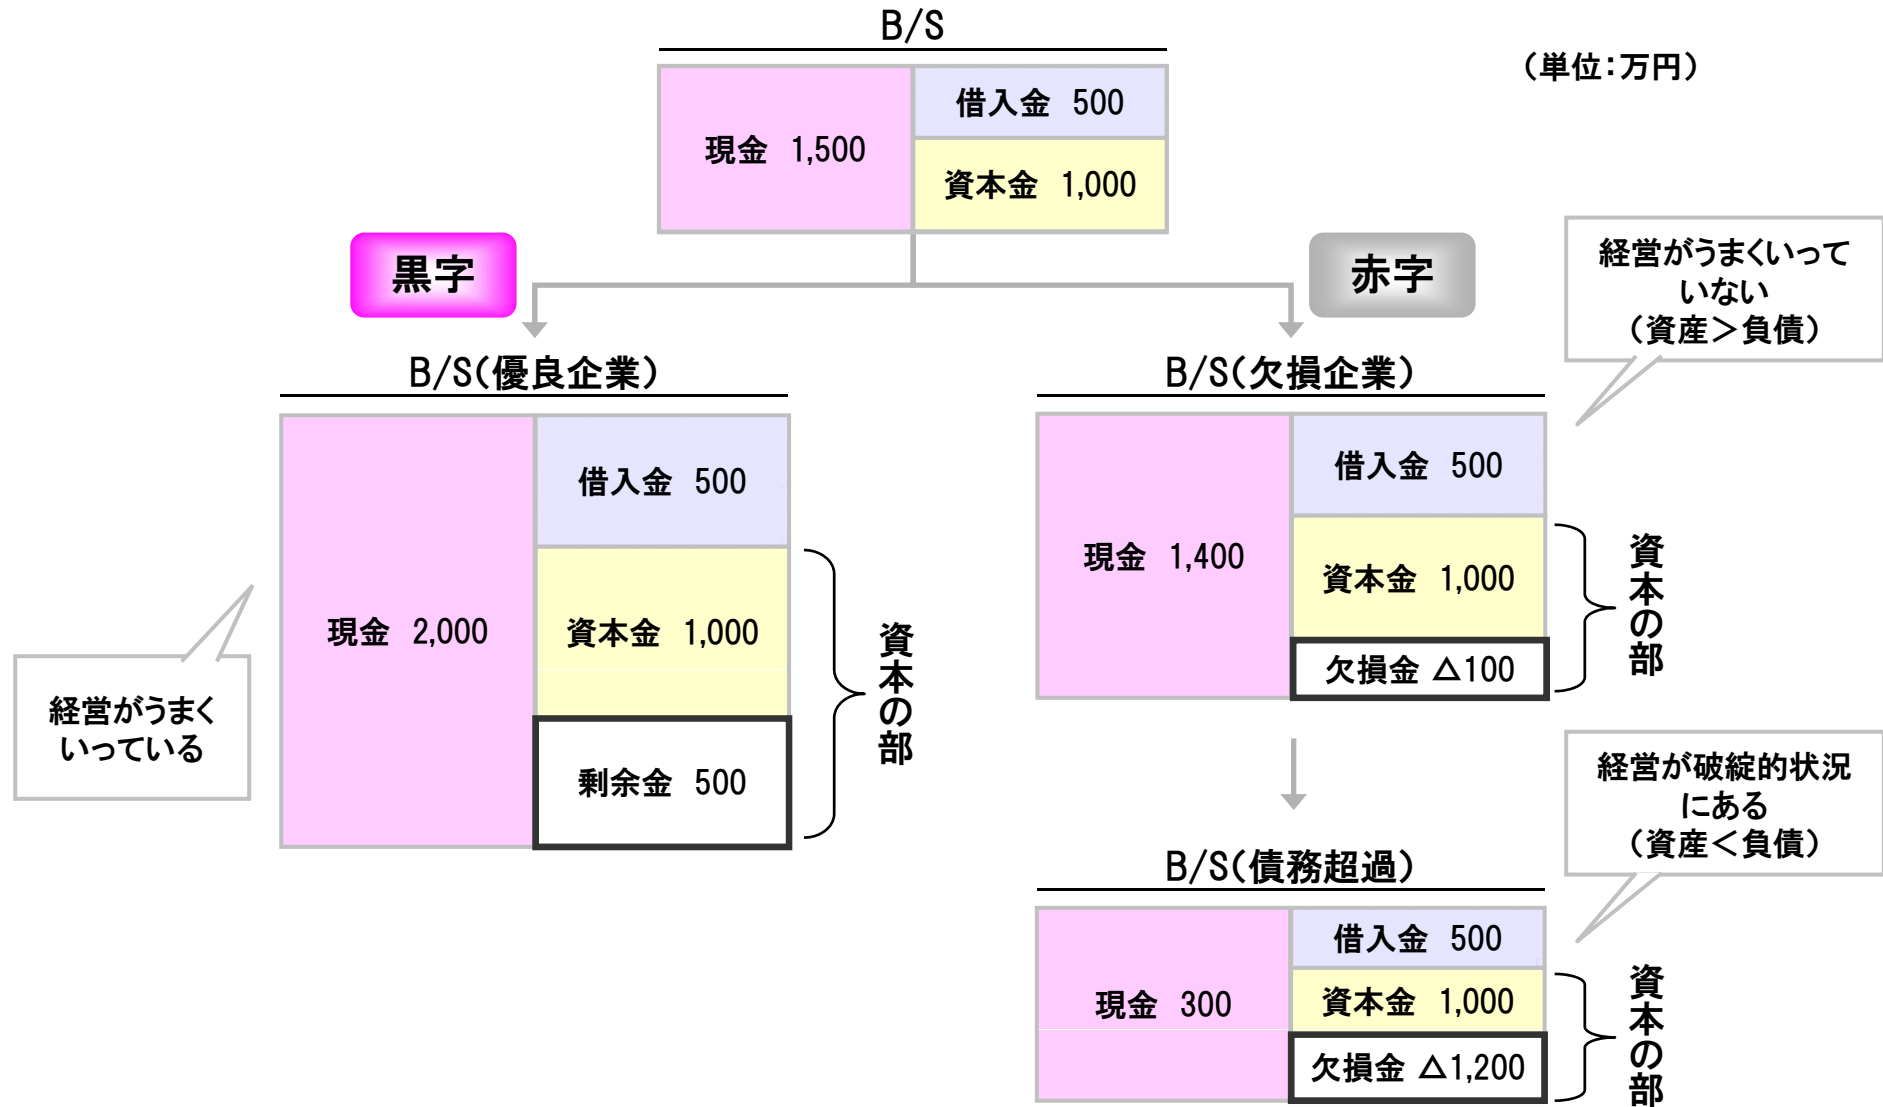 B/S
（単位：万円）
現金 1,500
借入金 500
資本金 1,000
黒字
赤字
B/S（優良企業）
現金 2,000
借入金 500
資本金 1,000
剰余金 500
資本の部
経営がうまく
いっている
B/S（欠損企業）
現金 1,400
借入金 500
資本金 1,000
欠損金 △100
資本の部
経営がうまくいって
いない
（資産＞負債）
B/S（債務超過）
現金 300
借入金 500
資本金 1,000
欠損金 △1,200
資本の部
経営が破綻的状況
にある
（資産＜負債）